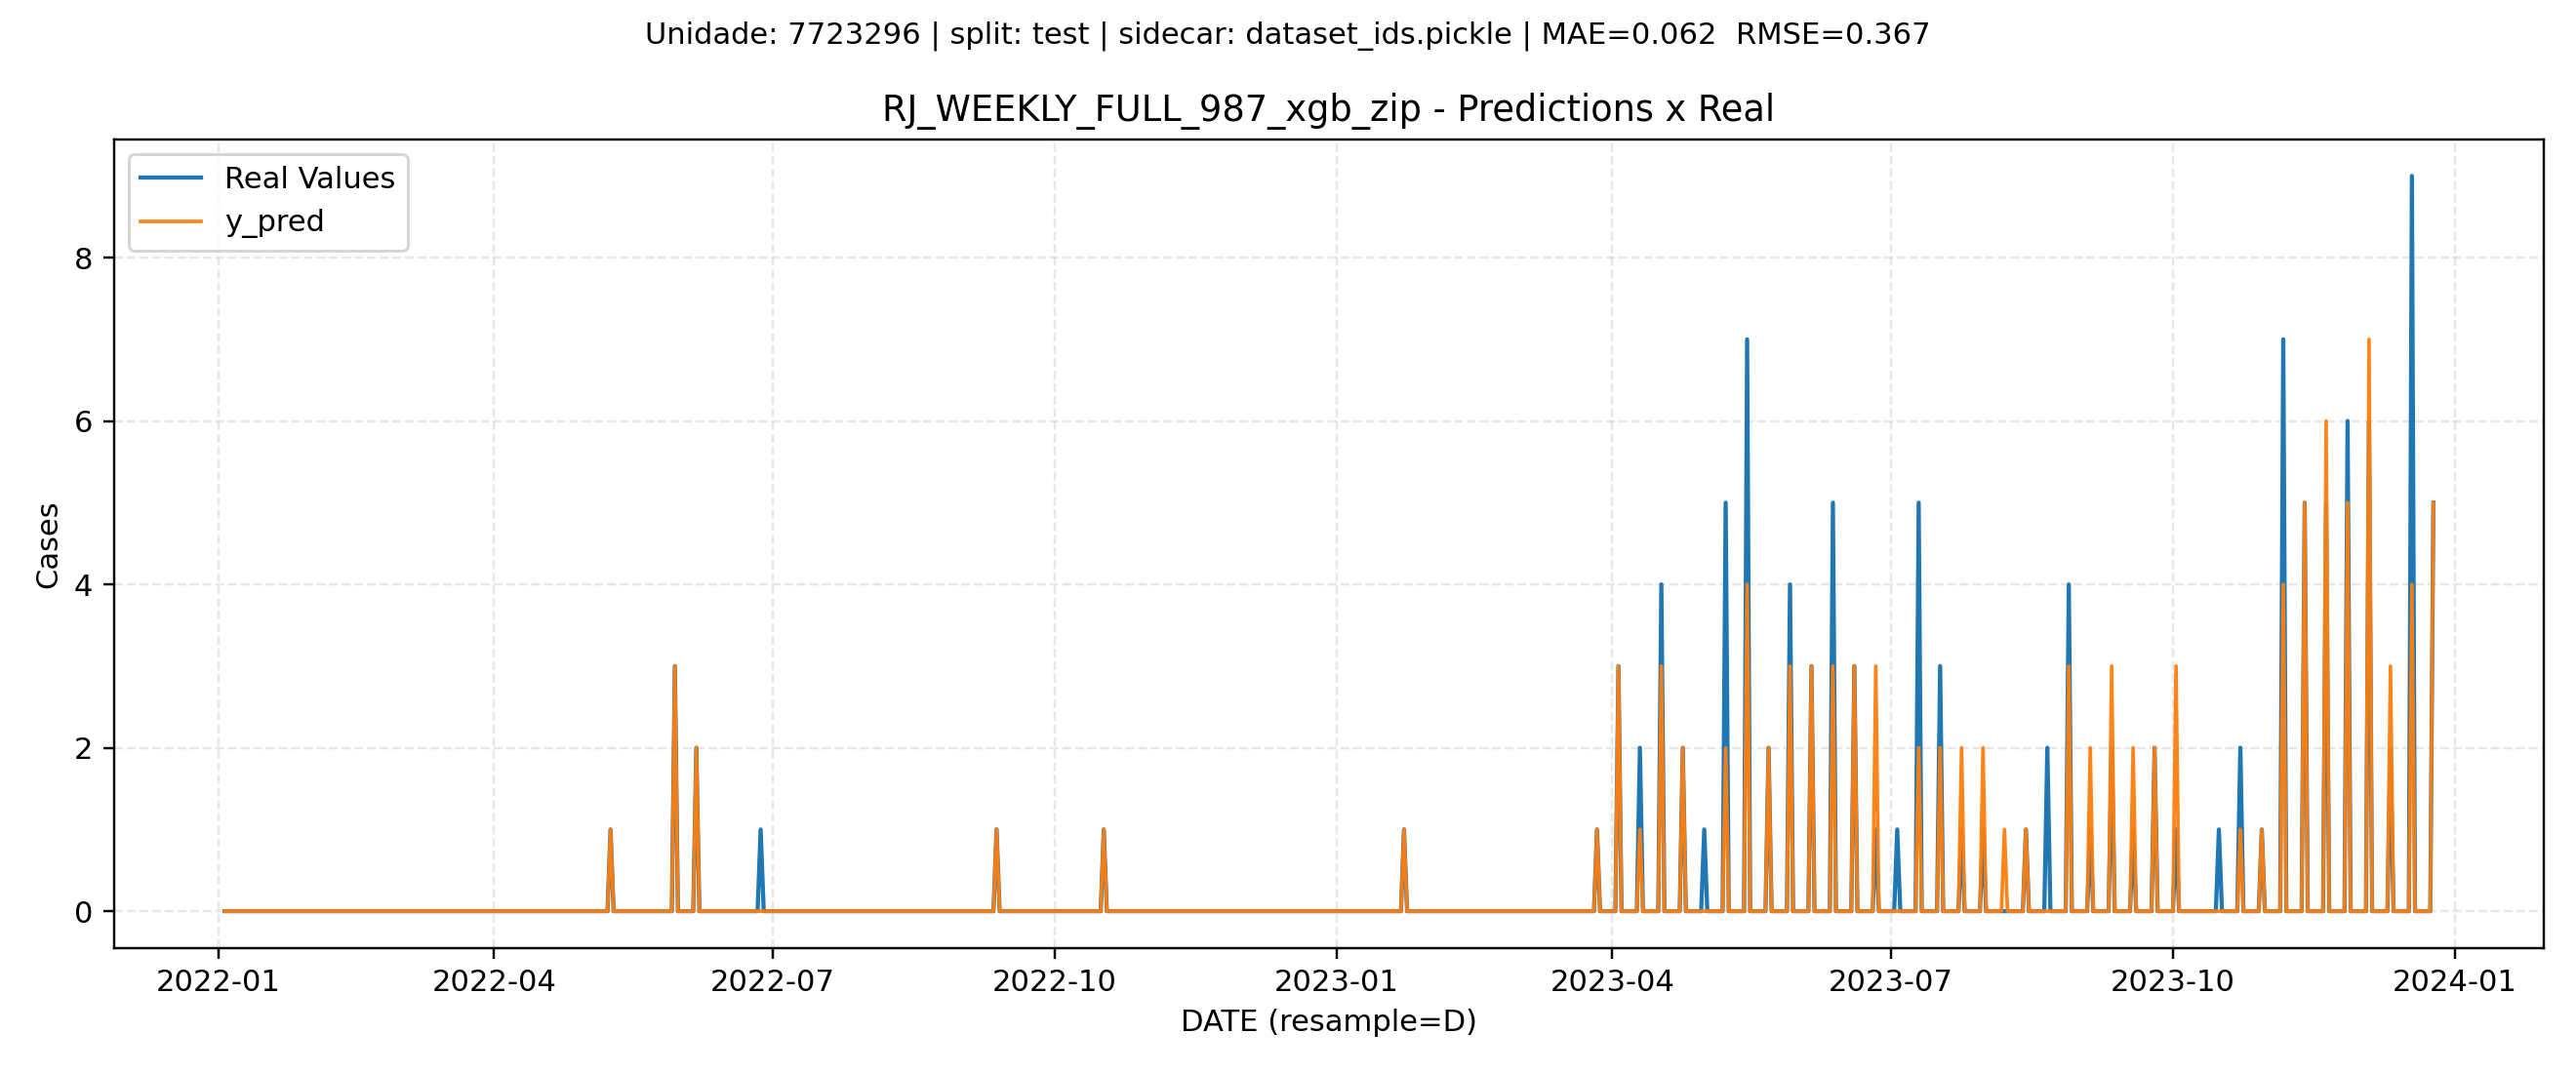 Unidade: 7723296 | split: test | sidecar: dataset_ids.pickle | MAE=0.062  RMSE=0.367
RJ_WEEKLY_FULL_987_xgb_zip - Predictions x Real
Real Values
y_pred
Cases
8
6
4
2
0
2022-01 2022-04 2022-07 2022-10 2023-01 2023-04 2023-07 2023-10 2024-01
DATE (resample=D)